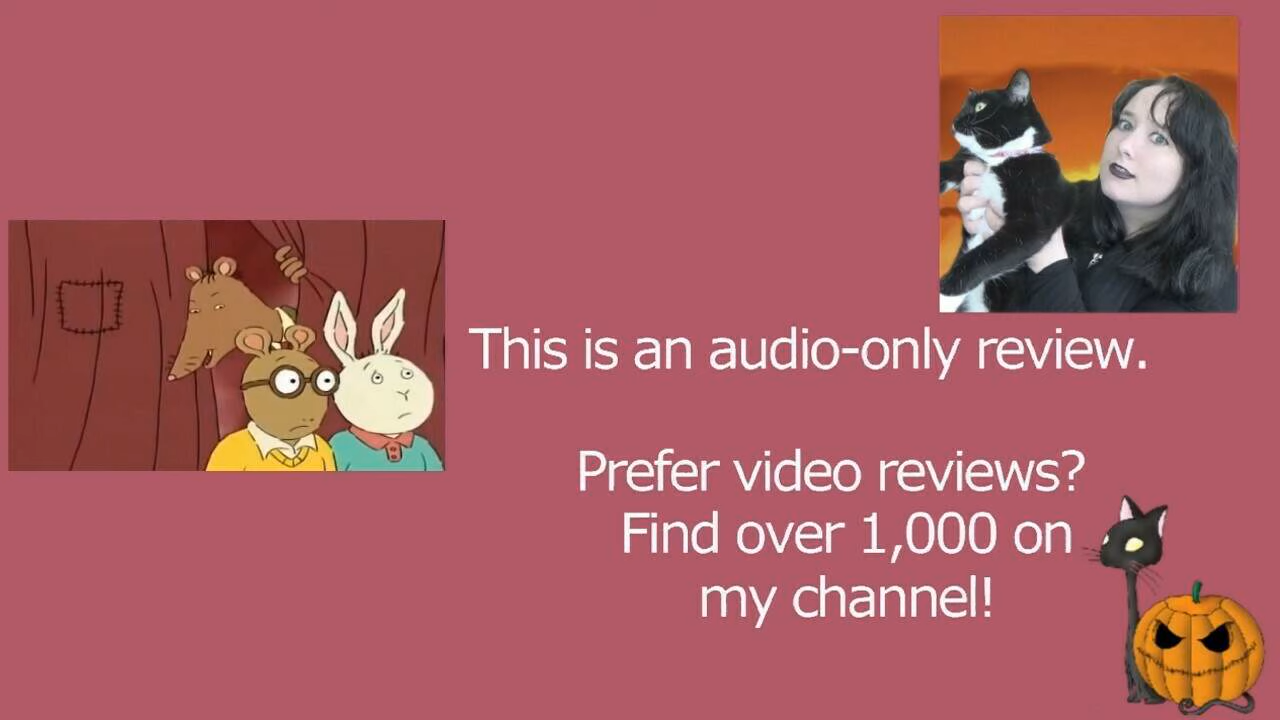 This is an audio-only review.
Prefer video reviews?
Find over 1,000 on
my channel!